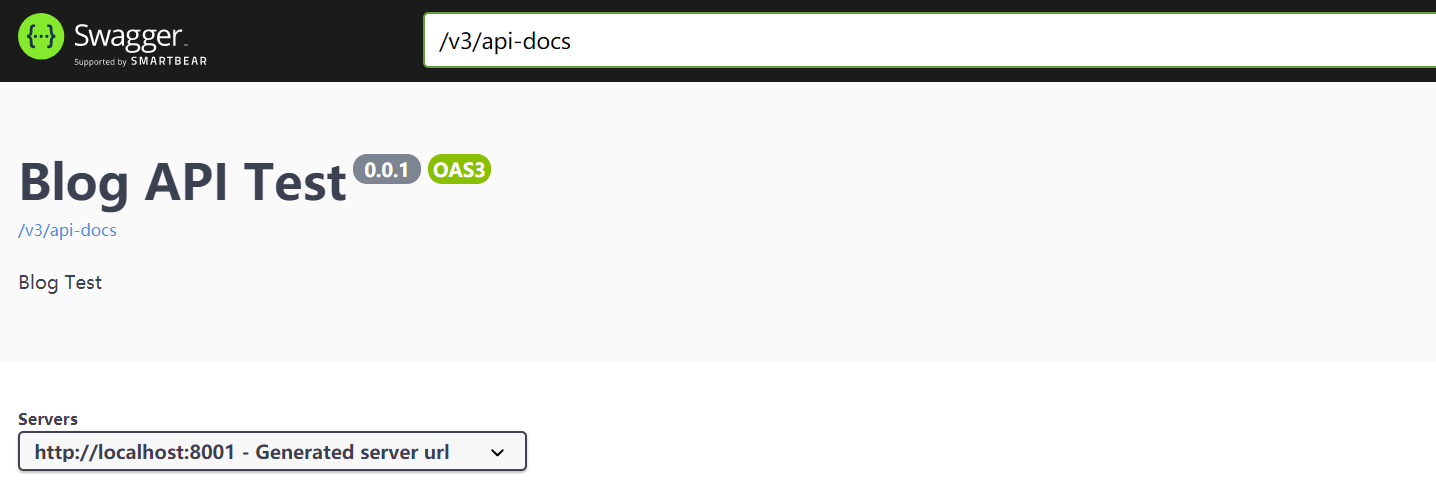 {···} Swagger.
Supported by SMARTBEAR
/v3/api-docs
Blog API Test 0.0.1 OAS3
/v3/api-docs
Blog Test
Servers
http://localhost:8001 - Generated server url